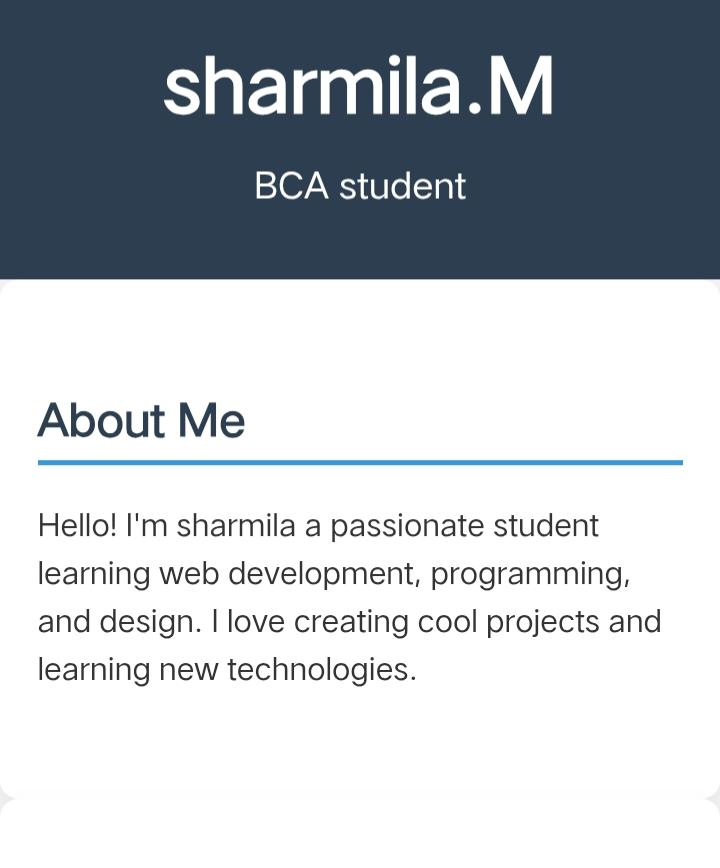 sharmila.M
BCA student
About Me
Hello! I'm sharmila a passionate student
learning web development, programming,
and design. I love creating cool projects and
learning new technologies.